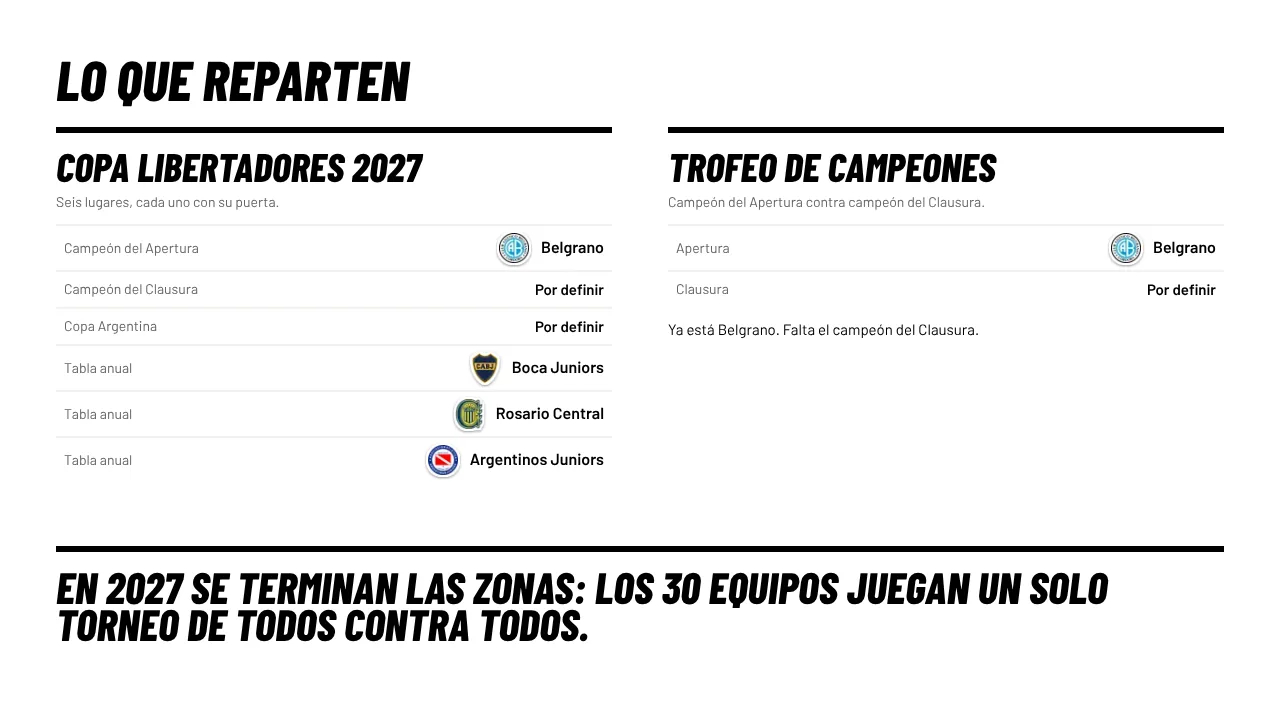 LO QUE REPARTEN
COPA LIBERTADORES 2027
Seis lugares, cada uno con su puerta.
Campeón del Apertura Belgrano
Campeón del Clausura Por definir
Copa Argentina Por definir
Tabla anual Boca Juniors
Tabla anual Rosario Central
Tabla anual Argentinos Juniors
TROFEO DE CAMPEONES
Campeón del Apertura contra campeón del Clausura.
Apertura Belgrano
Clausura Por definir
Ya está Belgrano. Falta el campeón del Clausura.
EN 2027 SE TERMINAN LAS ZONAS: LOS 30 EQUIPOS JUEGAN UN SOLO
TORNEO DE TODOS CONTRA TODOS.